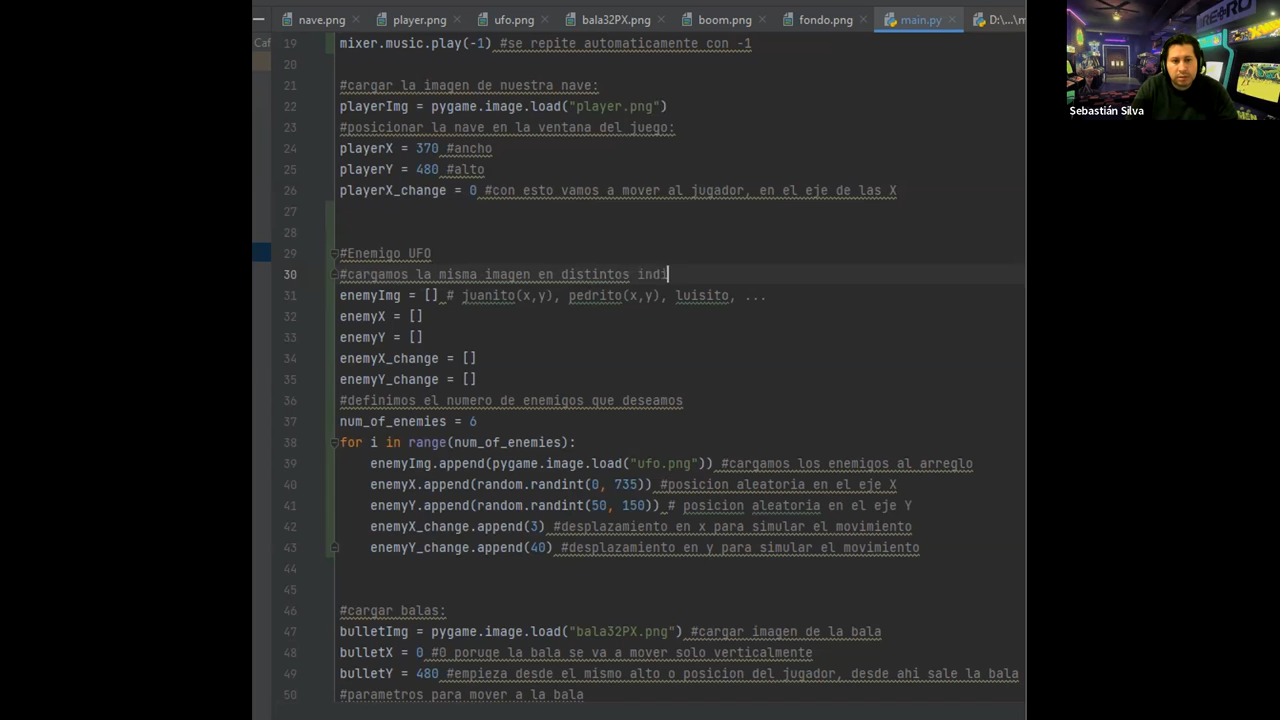 nave.png player.png ufo.png bala32PX.png boom.png fondo.png main.py D:\...\m
RETRO
Caf
Sebastián Silva
19 mixer.music.play(-1) #se repite automaticamente con -1
20
21 #cargar la imagen de nuestra nave:
22 playerImg = pygame.image.load("player.png")
23 #posicionar la nave en la ventana del juego:
24 playerX = 370 #ancho
25 playerY = 480 #alto
26 playerX_change = 0 #con esto vamos a mover al jugador, en el eje de las X
27
28
29 #Enemigo UFO
30 #cargamos la misma imagen en distintos indi
31 enemyImg = [] # juanito(x,y), pedrito(x,y), luisito, ...
32 enemyX = []
33 enemyY = []
34 enemyX_change = []
35 enemyY_change = []
36 #definimos el numero de enemigos que deseamos
37 num_of_enemies = 6
38 for i in range(num_of_enemies):
39 enemyImg.append(pygame.image.load("ufo.png")) #cargamos los enemigos al arreglo
40 enemyX.append(random.randint(0, 735)) #posicion aleatoria en el eje X
41 enemyY.append(random.randint(50, 150)) # posicion aleatoria en el eje Y
42 enemyX_change.append(3) #desplazamiento en x para simular el movimiento
43 enemyY_change.append(40) #desplazamiento en y para simular el movimiento
44
45
46 #cargar balas:
47 bulletImg = pygame.image.load("bala32PX.png") #cargar imagen de la bala
48 bulletX = 0 #0 poruqe la bala se va a mover solo verticalmente
49 bulletY = 480 #empieza desde el mismo alto o posicion del jugador, desde ahi sale la bala
50 #parametros para mover a la bala